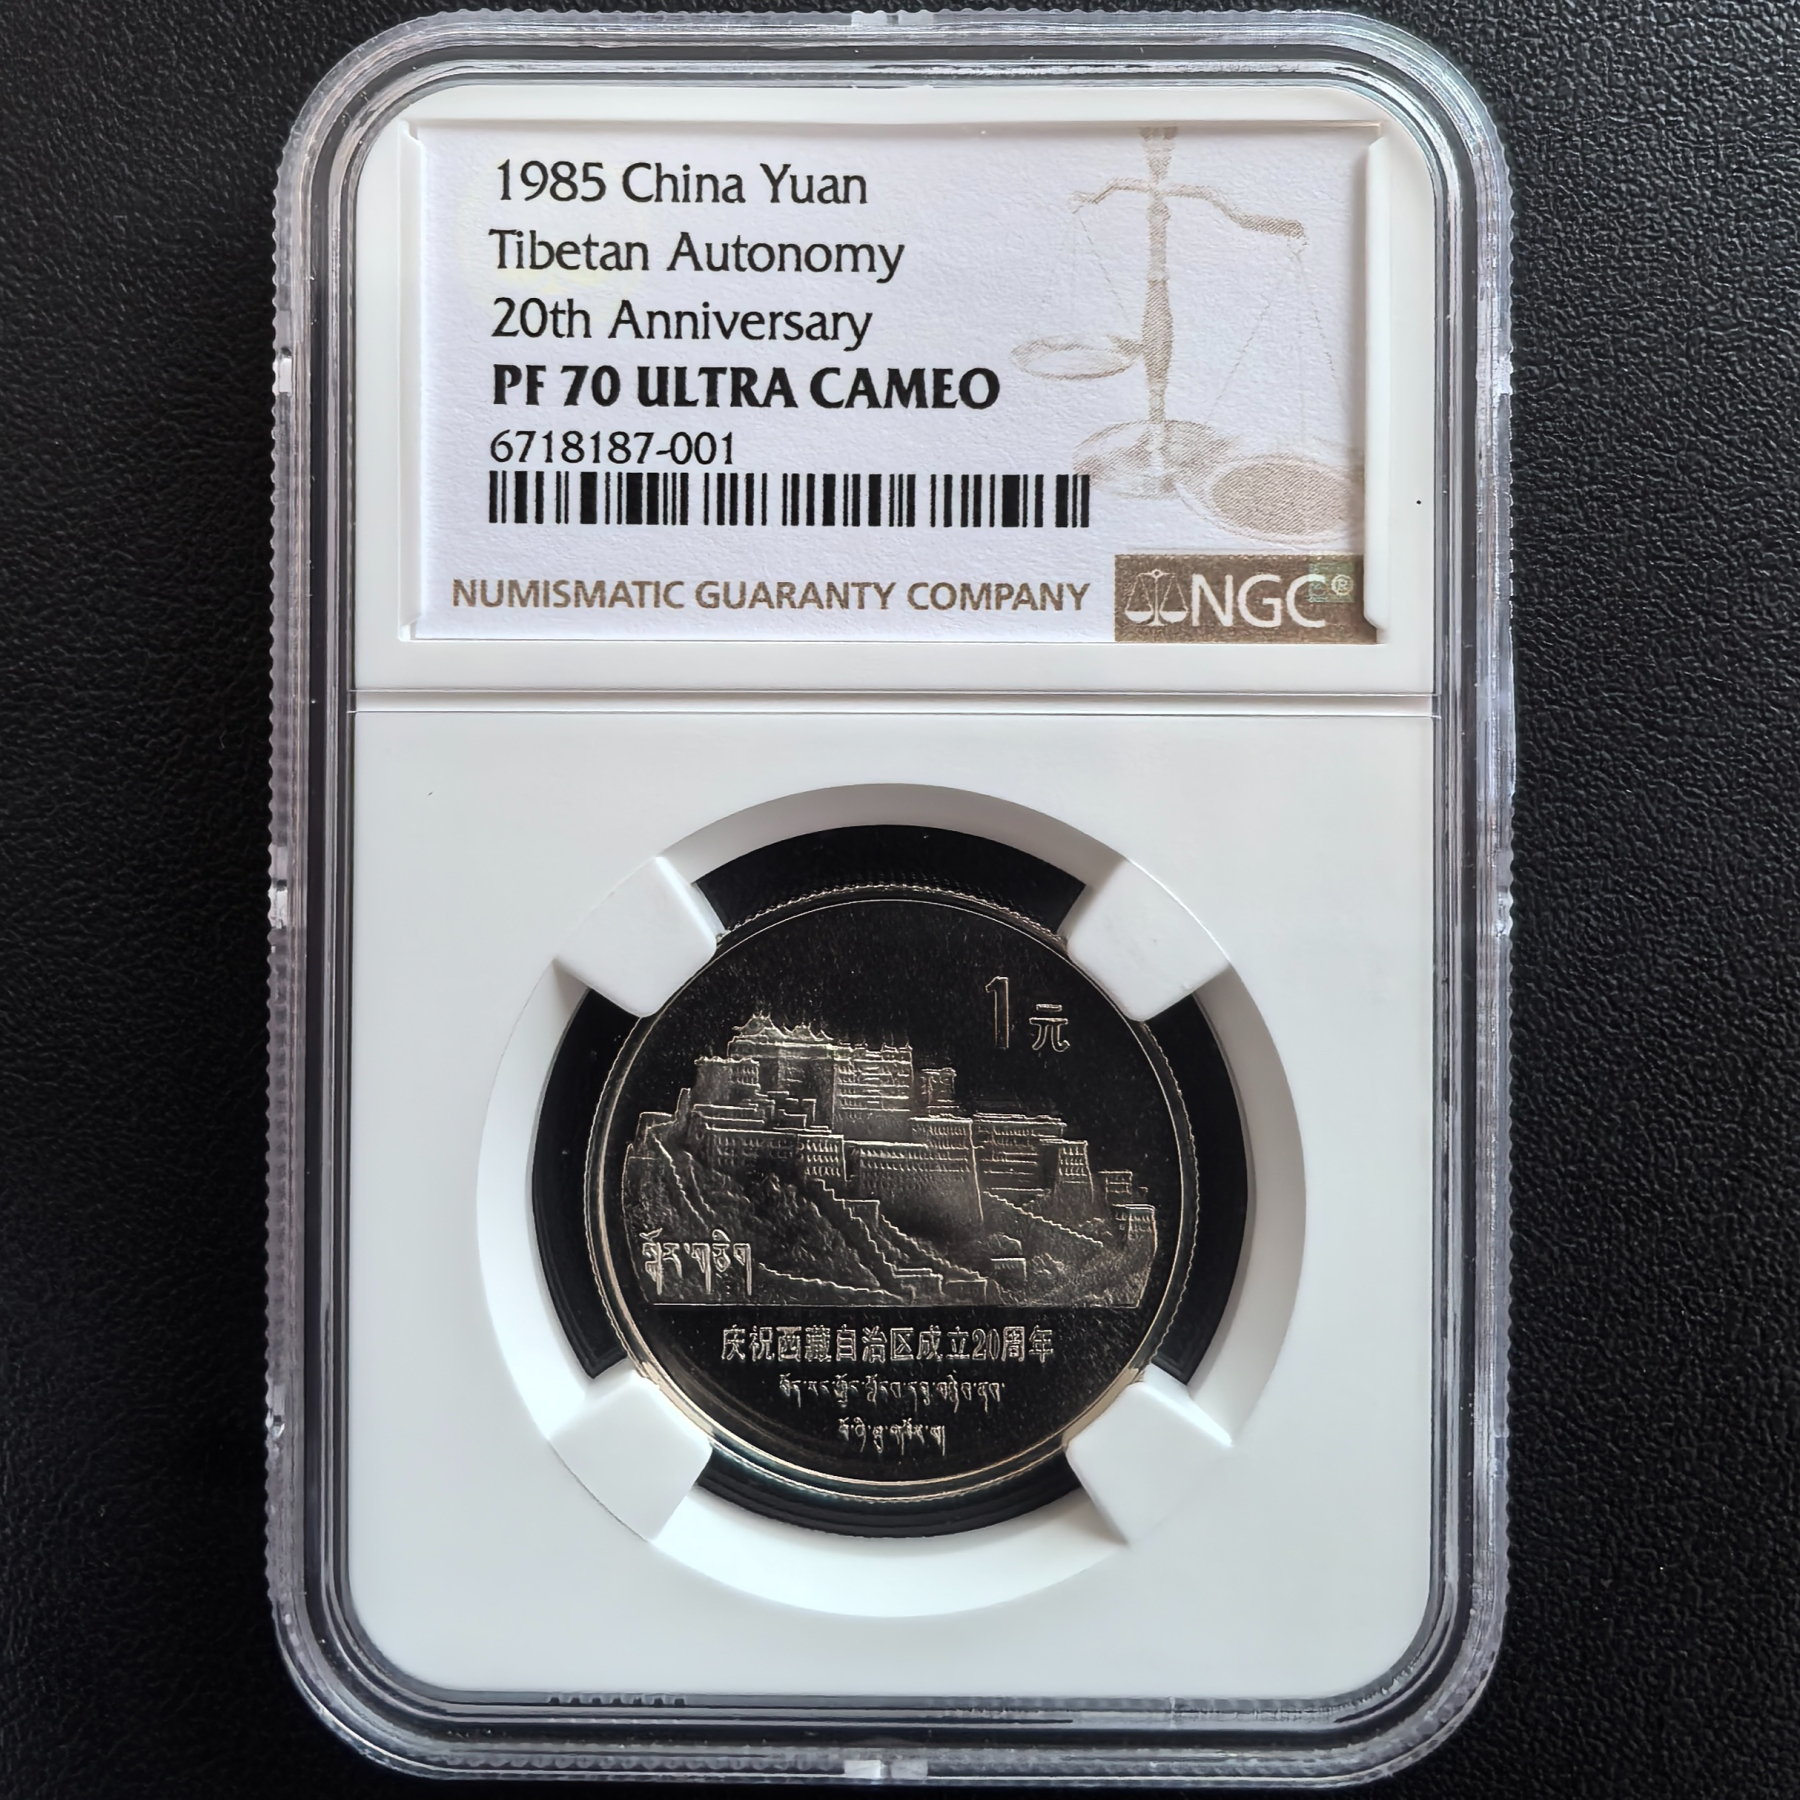 1985 China Yuan
Tibetan Autonomy
20th Anniversary
PF 70 ULTRA CAMEO
6718187-001
NUMISMATIC GUARANTY COMPANY
NGC®
1元
སྒོར་གཅིག
庆祝西藏自治区成立20周年